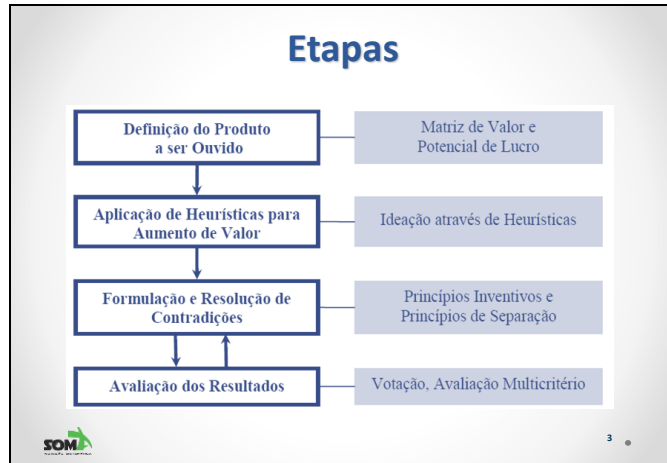 Etapas
Definição do Produto
a ser Ouvido
Matriz de Valor e
Potencial de Lucro
Aplicação de Heurísticas para
Aumento de Valor
Ideação através de Heurísticas
Formulação e Resolução de
Contradições
Princípios Inventivos e
Princípios de Separação
Avaliação dos Resultados
Votação, Avaliação Multicritério
SOM
3